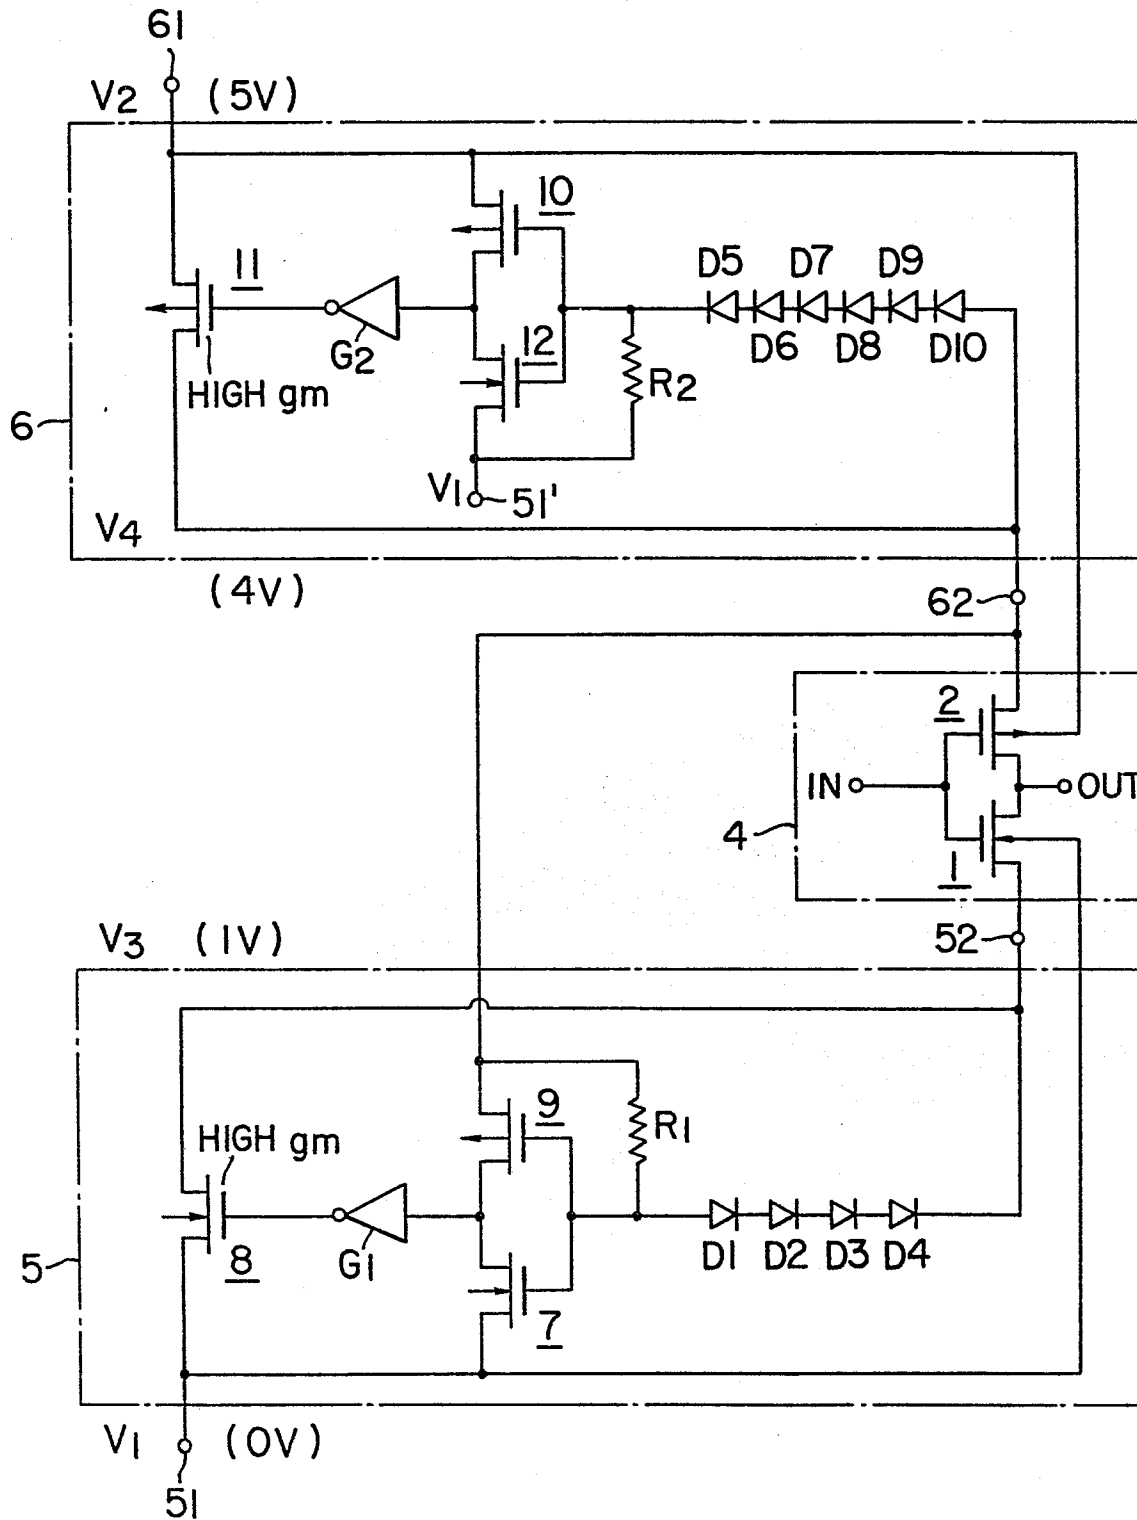 61
V2 (5V)
10
11
D5 D7 D9
G2
12
D6 D8 D10
HIGH gm
R2
6
V1
51'
V4
(4V)
62
2
IN
OUT
4
1
V3 (1V)
52
9
R1
HIGH gm
5
8
G1
D1 D2 D3 D4
7
V1 (0V)
51